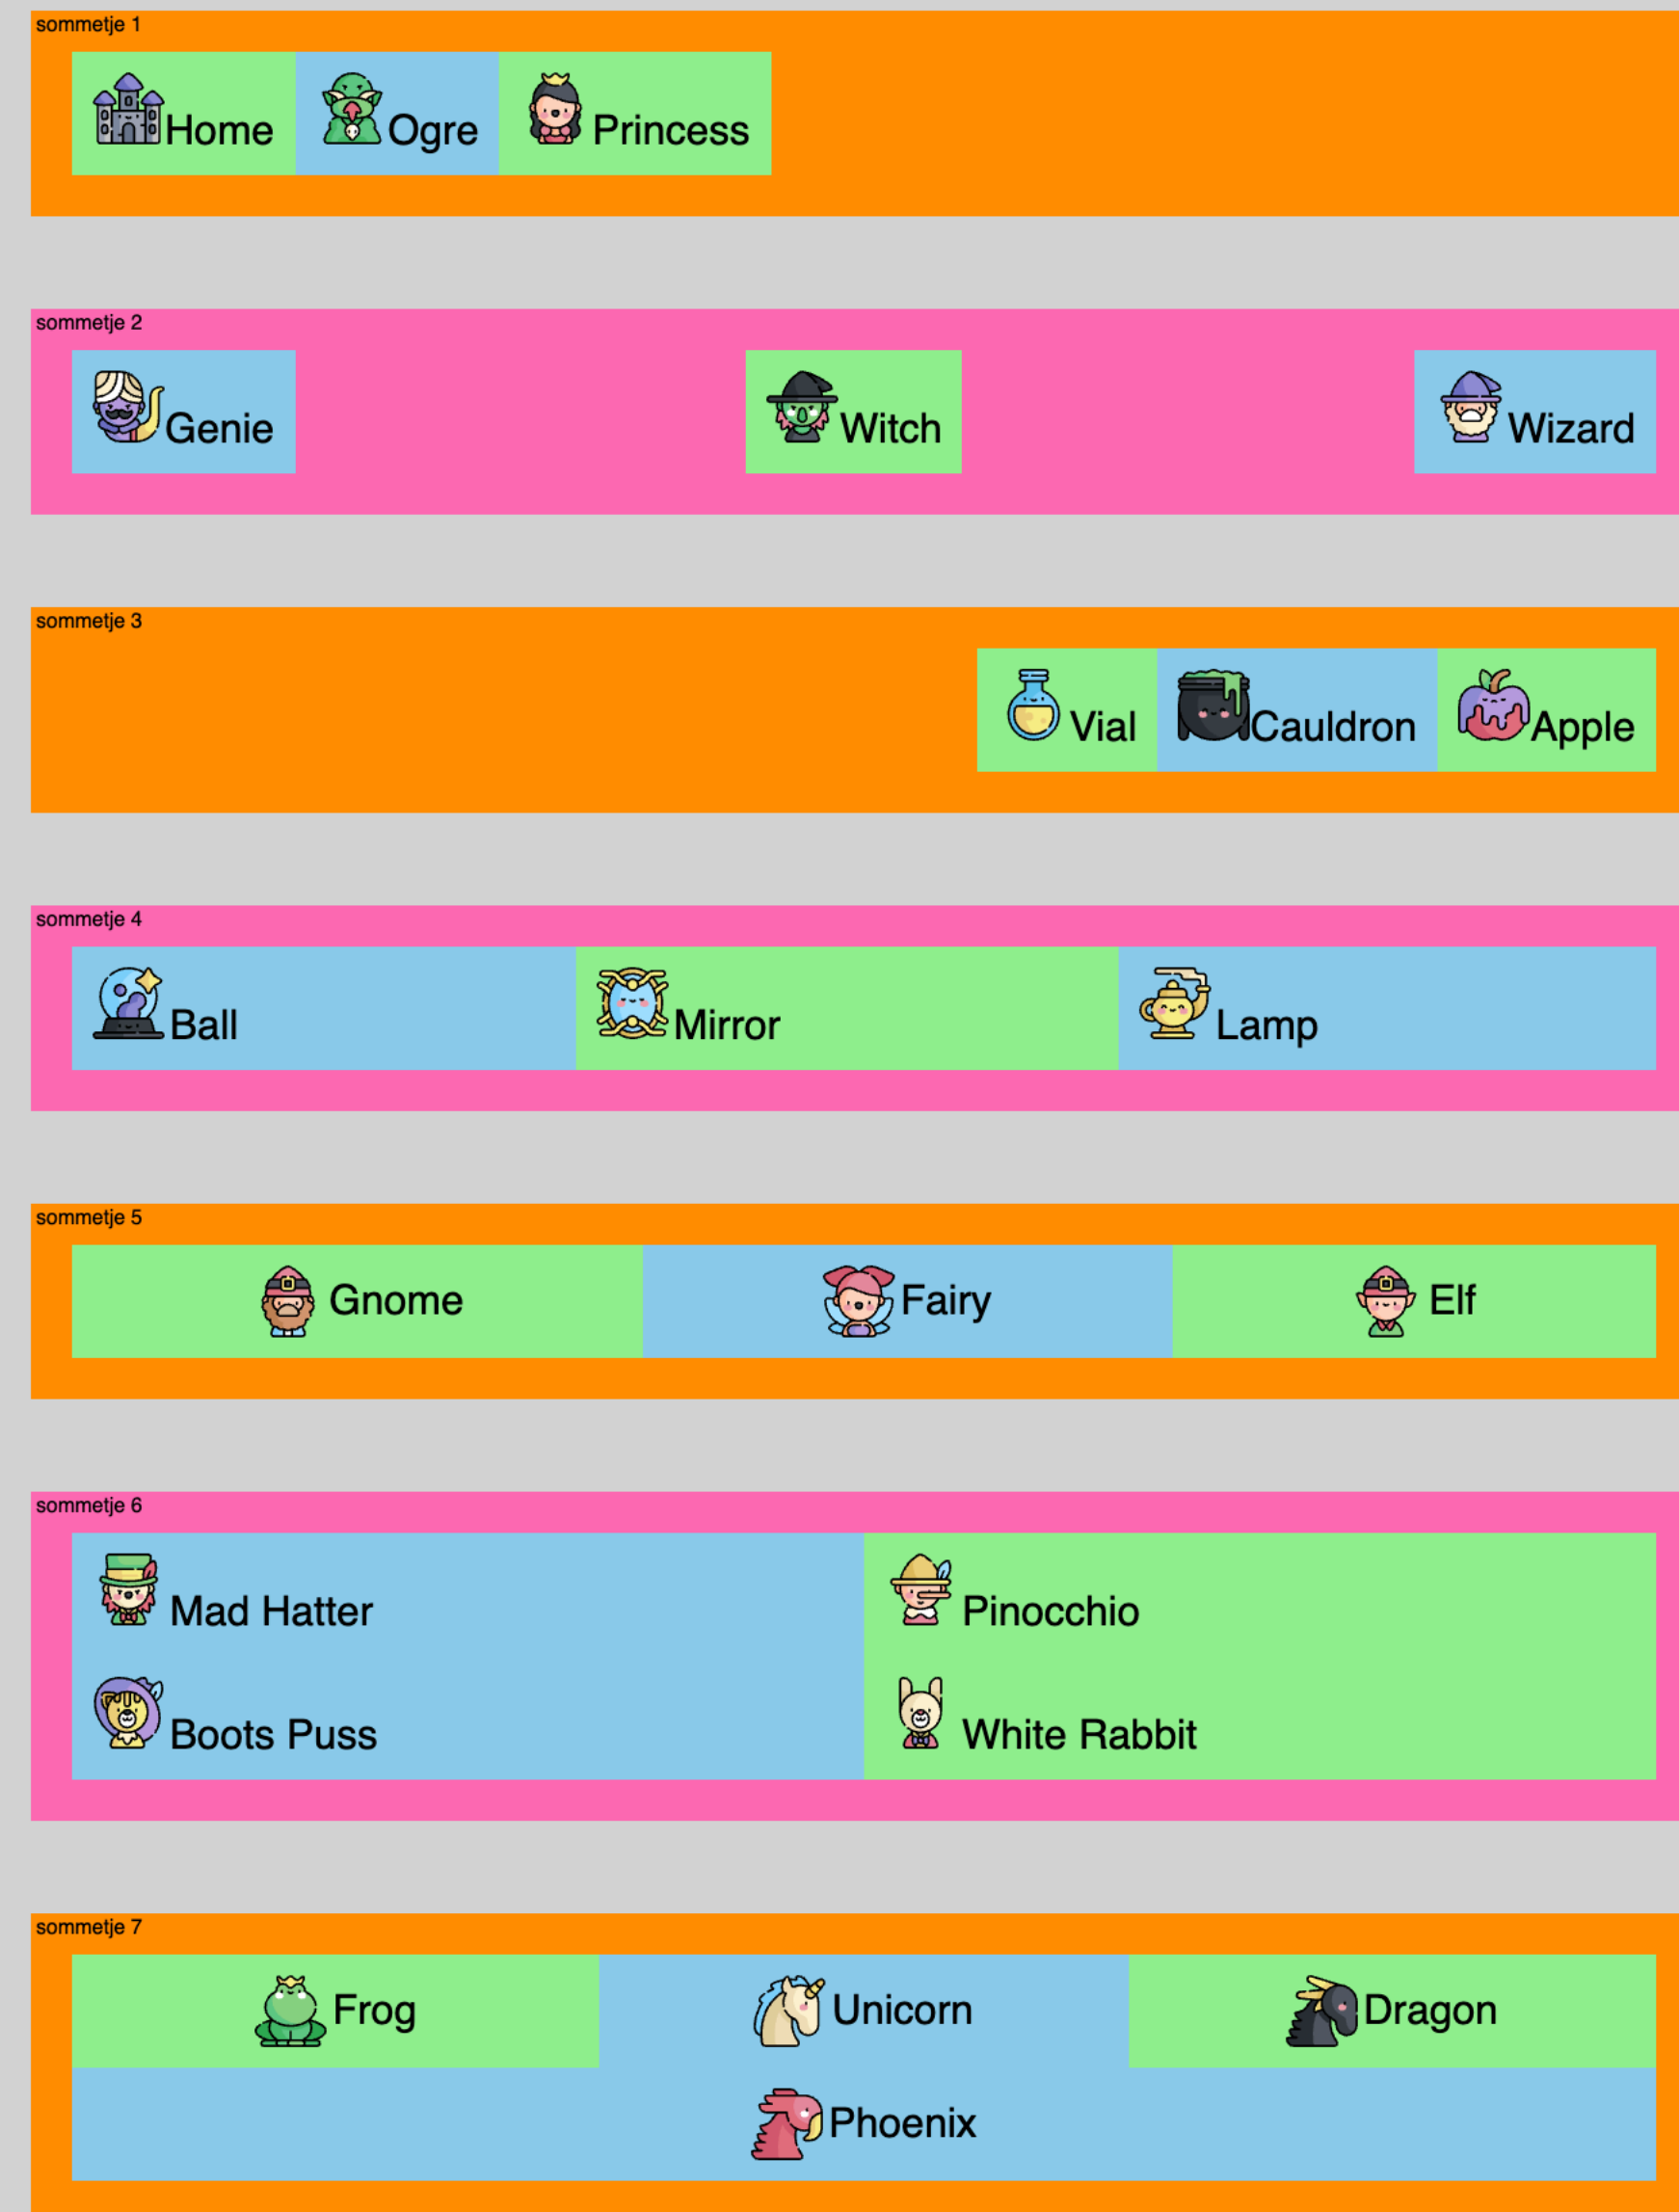 sommetje 1
Home Ogre Princess
sommetje 2
Genie Witch Wizard
sommetje 3
Vial Cauldron Apple
sommetje 4
Ball Mirror Lamp
sommetje 5
Gnome Fairy Elf
sommetje 6
Mad Hatter Pinocchio
Boots Puss White Rabbit
sommetje 7
Frog Unicorn Dragon
Phoenix